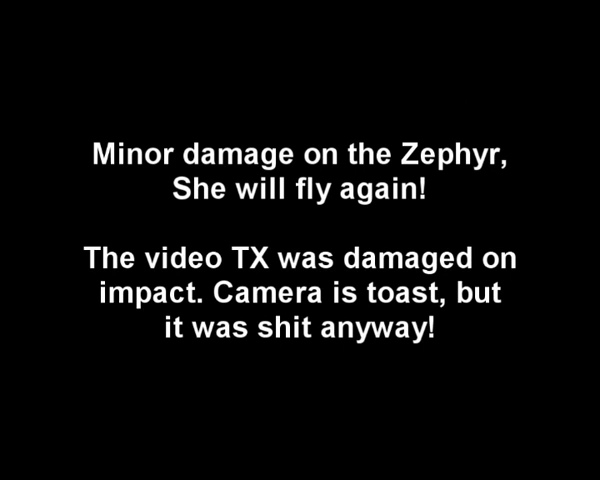 Minor damage on the Zephyr,
She will fly again!
The video TX was damaged on
impact. Camera is toast, but
it was shit anyway!